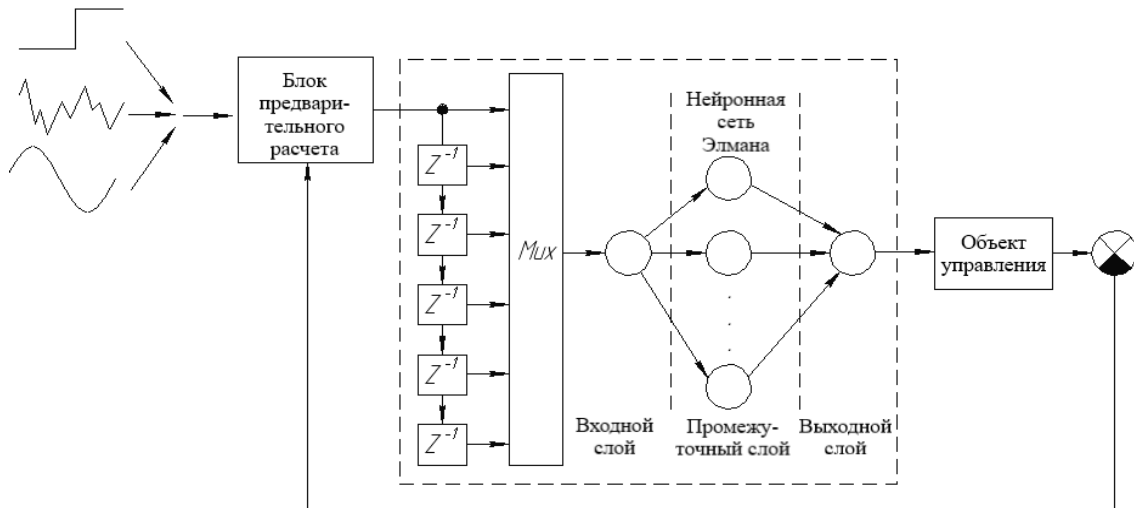 Блок
предвари-
тельного
расчета
Z⁻¹
Z⁻¹
Z⁻¹
Z⁻¹
Z⁻¹
Mux
Нейронная
сеть
Элмана
Входной
слой
Промежу-
точный слой
Выходной
слой
Объект
управления